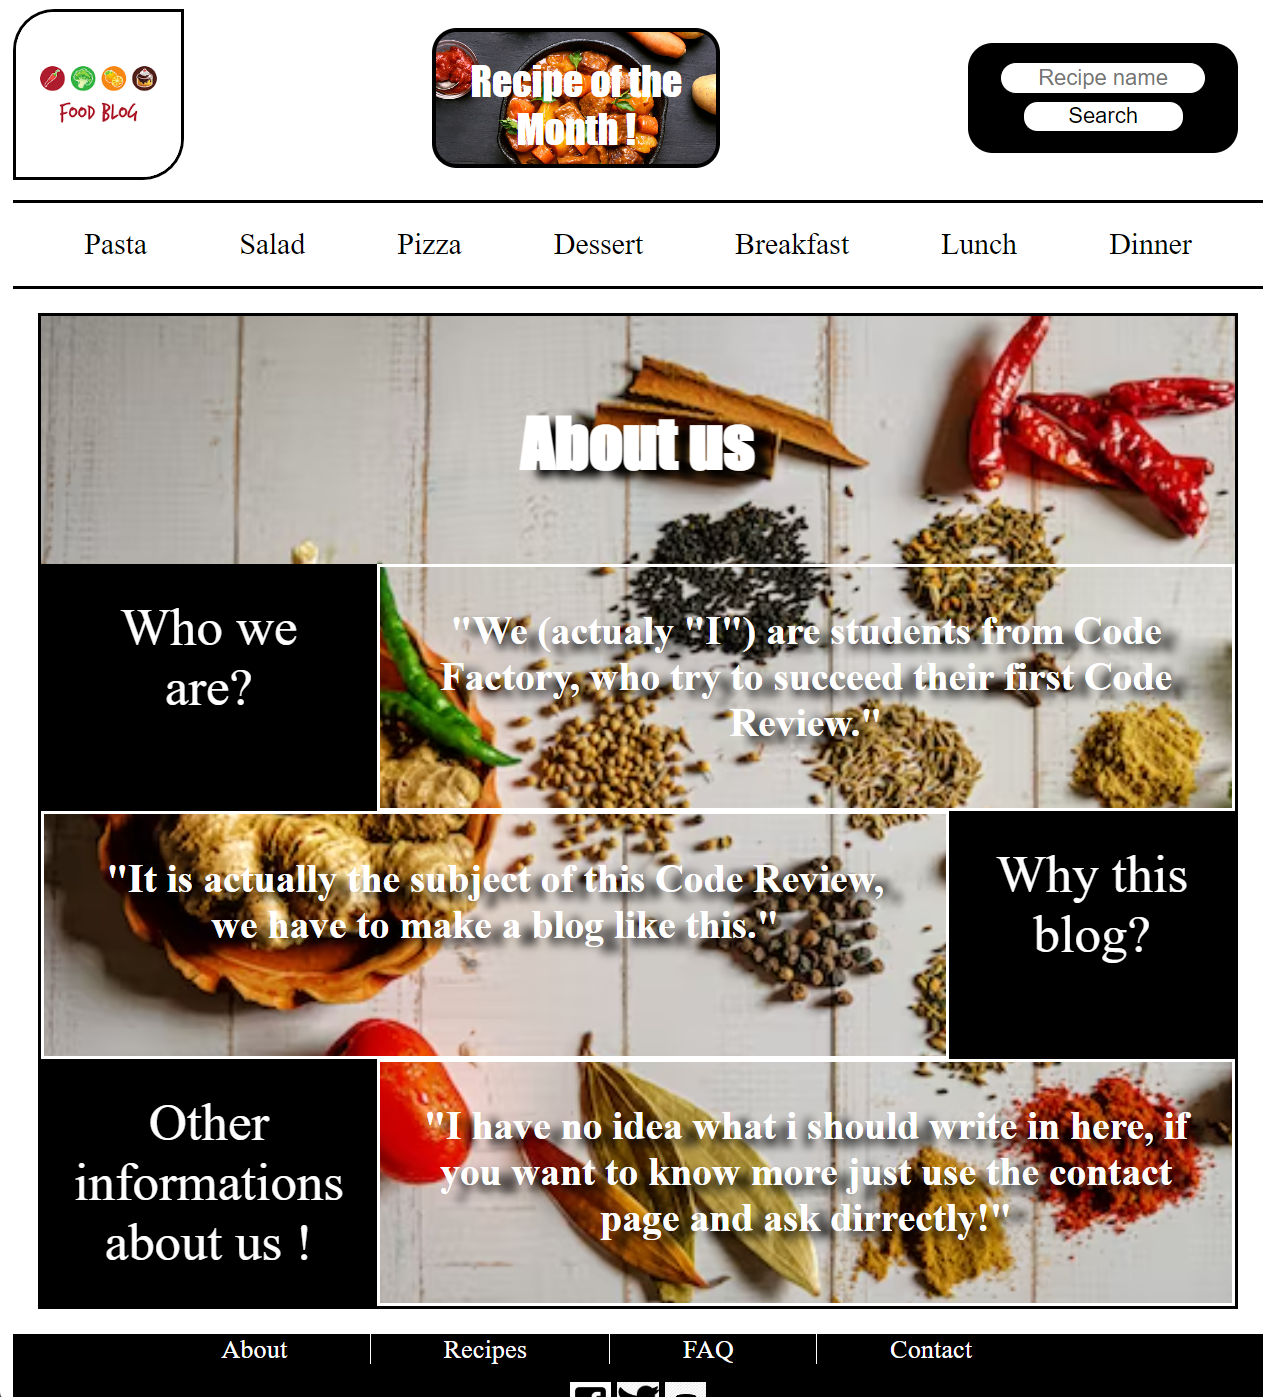 FOOD BLOG
Recipe of the
Month !
Recipe name
Search
Pasta Salad Pizza Dessert Breakfast Lunch Dinner
About us
Who we
are?
"We (actualy "I") are students from Code
Factory, who try to succeed their first Code
Review."
"It is actually the subject of this Code Review,
we have to make a blog like this."
Why this
blog?
Other
informations
about us !
"I have no idea what i should write in here, if
you want to know more just use the contact
page and ask dirrectly!"
About Recipes FAQ Contact